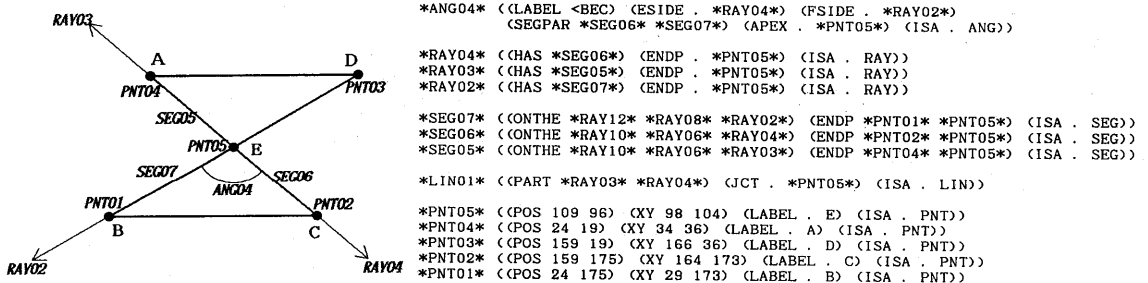 RAY03
A
D
PNT04
PNT03
SEG05
PNT05
E
SEG07
ANG04
SEG06
PNT01
PNT02
B
C
RAY02
RAY04
*ANG04* ((LABEL <BEC) (ESIDE . *RAY04*) (FSIDE . *RAY02*)
(SEGPAR *SEG06* *SEG07*) (APEX . *PNT05*) (ISA . ANG))
*RAY04* ((HAS *SEG06*) (ENDP . *PNT05*) (ISA . RAY))
*RAY03* ((HAS *SEG05*) (ENDP . *PNT05*) (ISA . RAY))
*RAY02* ((HAS *SEG07*) (ENDP . *PNT05*) (ISA . RAY))
*SEG07* ((ONTHE *RAY12* *RAY08* *RAY02*) (ENDP *PNT01* *PNT05*) (ISA . SEG))
*SEG06* ((ONTHE *RAY10* *RAY06* *RAY04*) (ENDP *PNT02* *PNT05*) (ISA . SEG))
*SEG05* ((ONTHE *RAY10* *RAY06* *RAY03*) (ENDP *PNT04* *PNT05*) (ISA . SEG))
*LIN01* ((PART *RAY03* *RAY04*) (JCT . *PNT05*) (ISA . LIN))
*PNT05* ((POS 109 96) (XY 98 104) (LABEL . E) (ISA . PNT))
*PNT04* ((POS 24 19) (XY 34 36) (LABEL . A) (ISA . PNT))
*PNT03* ((POS 159 19) (XY 166 36) (LABEL . D) (ISA . PNT))
*PNT02* ((POS 159 175) (XY 164 173) (LABEL . C) (ISA . PNT))
*PNT01* ((POS 24 175) (XY 29 173) (LABEL . B) (ISA . PNT))